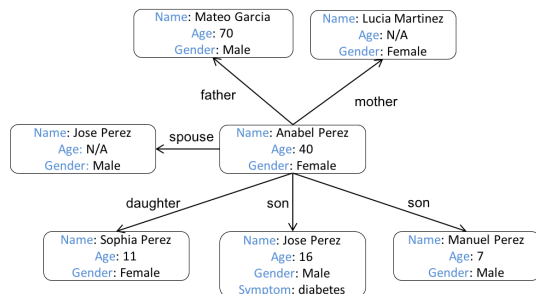 Name: Mateo Garcia
Age: 70
Gender: Male
Name: Lucia Martinez
Age: N/A
Gender: Female
father
mother
Name: Jose Perez
Age: N/A
Gender: Male
spouse
Name: Anabel Perez
Age: 40
Gender: Female
daughter
son
son
Name: Sophia Perez
Age: 11
Gender: Female
Name: Jose Perez
Age: 16
Gender: Male
Symptom: diabetes
Name: Manuel Perez
Age: 7
Gender: Male